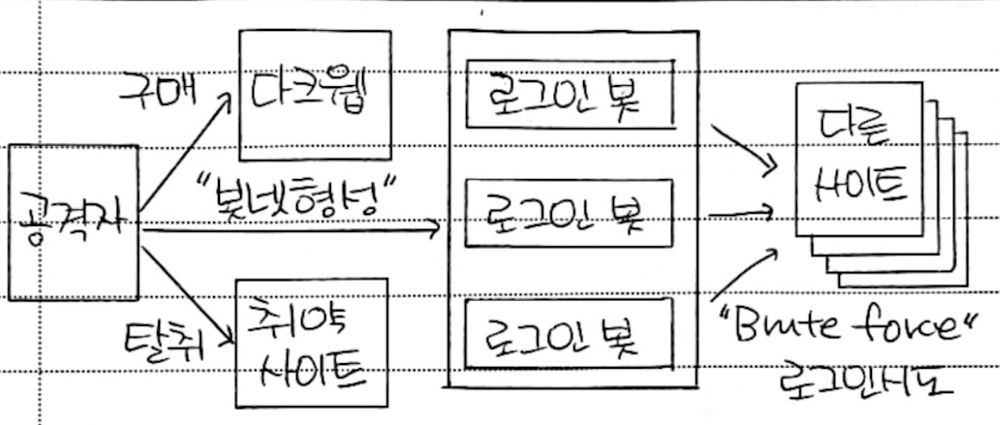 구매
다크웹
로그인 봇
다른
사이트
공격자
"봇넷형성"
로그인 봇
탈취
취약
사이트
로그인 봇
"Brute force"
로그인시도